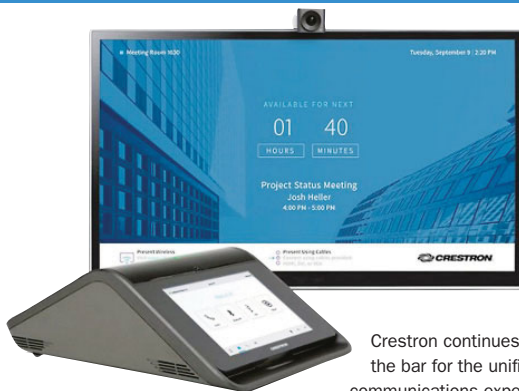 Meeting Room 1630
Tuesday, September 9 | 2:20 PM
AVAILABLE FOR NEXT
01 40
HOURS MINUTES
Project Status Meeting
Josh Heller
4:00 PM - 5:00 PM
Present Wireless
Present Using Cables
CRESTRON
Crestron continues
the bar for the unifi
communications expe